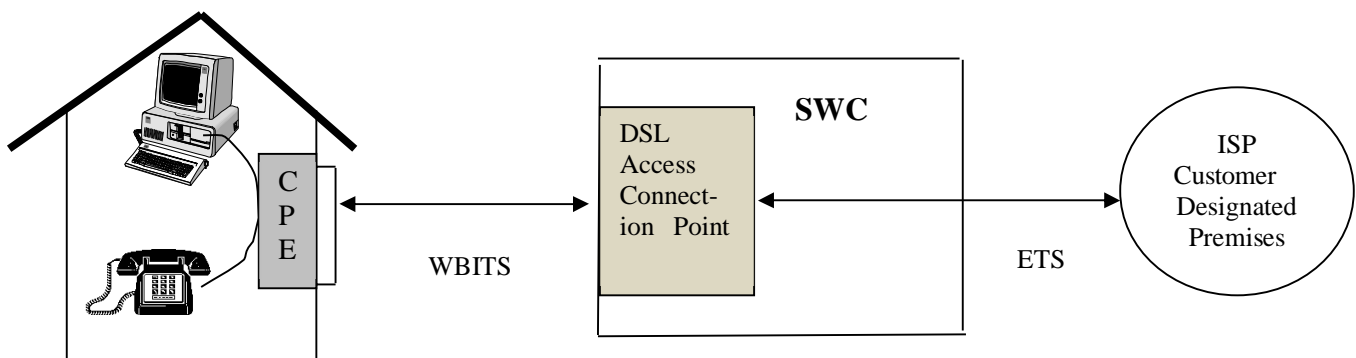 C
P
E
WBITS
DSL
Access
Connect-
ion Point
SWC
ETS
ISP
Customer
Designated
Premises